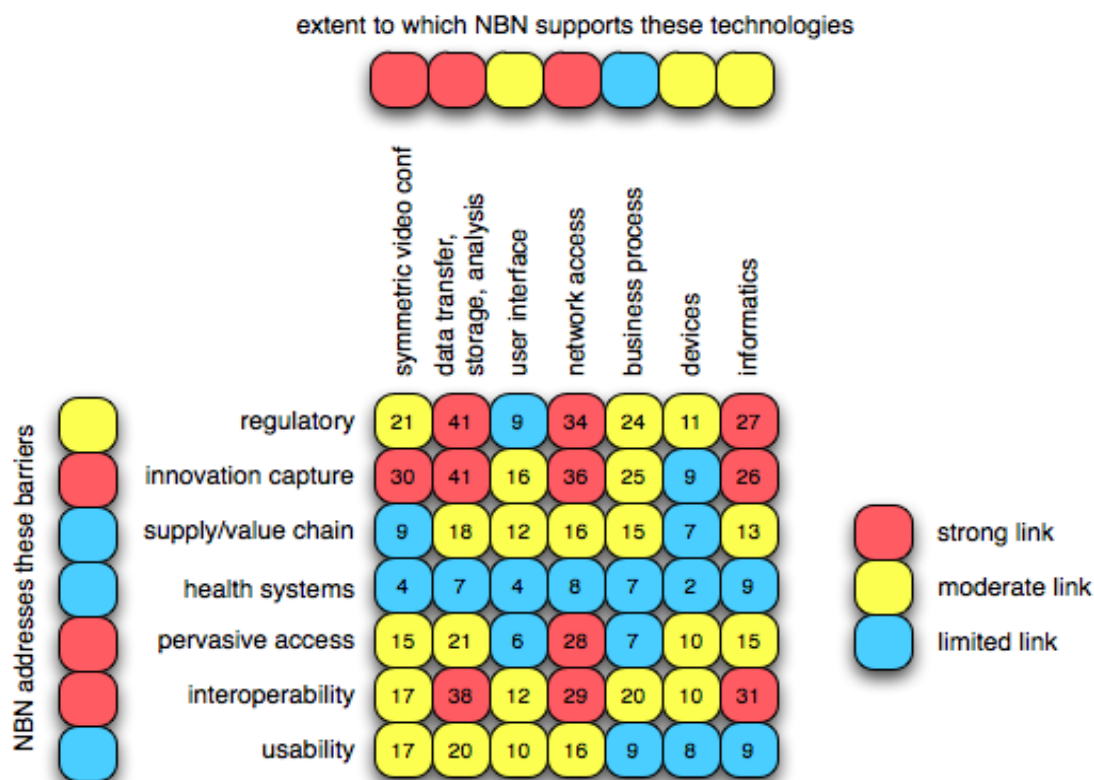 extent to which NBN supports these technologies
symmetric video conf
data transfer,
storage, analysis
user interface
network access
business process
devices
informatics
NBN addresses these barriers
regulatory 21 41 9 34 24 11 27
innovation capture 30 41 16 36 25 9 26
supply/value chain 9 18 12 16 15 7 13
health systems 4 7 4 8 7 2 9
pervasive access 15 21 6 28 7 10 15
interoperability 17 38 12 29 20 10 31
usability 17 20 10 16 9 8 9
strong link
moderate link
limited link